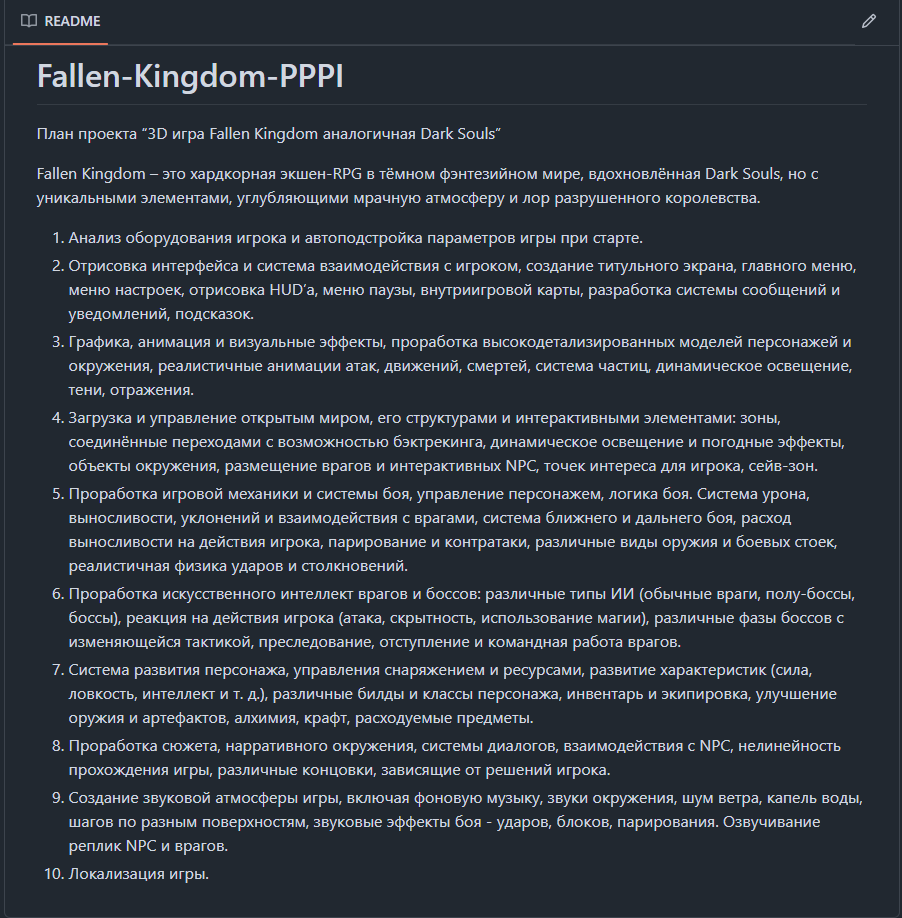 README
Fallen-Kingdom-PPPI
План проекта “3D игра Fallen Kingdom аналогичная Dark Souls”
Fallen Kingdom – это хардкорная экшен-RPG в тёмном фэнтезийном мире, вдохновлённая Dark Souls, но с
уникальными элементами, углубляющими мрачную атмосферу и лор разрушенного королевства.
1. Анализ оборудования игрока и автоподстройка параметров игры при старте.
2. Отрисовка интерфейса и система взаимодействия с игроком, создание титульного экрана, главного меню,
меню настроек, отрисовка HUD’а, меню паузы, внутриигровой карты, разработка системы сообщений и
уведомлений, подсказок.
3. Графика, анимация и визуальные эффекты, проработка высокодетализированных моделей персонажей и
окружения, реалистичные анимации атак, движений, смертей, система частиц, динамическое освещение,
тени, отражения.
4. Загрузка и управление открытым миром, его структурами и интерактивными элементами: зоны,
соединённые переходами с возможностью бэктрекинга, динамическое освещение и погодные эффекты,
объекты окружения, размещение врагов и интерактивных NPC, точек интереса для игрока, сейв-зон.
5. Проработка игровой механики и системы боя, управление персонажем, логика боя. Система урона,
выносливости, уклонений и взаимодействия с врагами, система ближнего и дальнего боя, расход
выносливости на действия игрока, парирование и контратаки, различные виды оружия и боевых стоек,
реалистичная физика ударов и столкновений.
6. Проработка искусственного интеллект врагов и боссов: различные типы ИИ (обычные враги, полу-боссы,
боссы), реакция на действия игрока (атака, скрытность, использование магии), различные фазы боссов с
изменяющейся тактикой, преследование, отступление и командная работа врагов.
7. Система развития персонажа, управления снаряжением и ресурсами, развитие характеристик (сила,
ловкость, интеллект и т. д.), различные билды и классы персонажа, инвентарь и экипировка, улучшение
оружия и артефактов, алхимия, крафт, расходуемые предметы.
8. Проработка сюжета, нарративного окружения, системы диалогов, взаимодействия с NPC, нелинейность
прохождения игры, различные концовки, зависящие от решений игрока.
9. Создание звуковой атмосферы игры, включая фоновую музыку, звуки окружения, шум ветра, капель воды,
шагов по разным поверхностям, звуковые эффекты боя - ударов, блоков, парирования. Озвучивание
реплик NPC и врагов.
10. Локализация игры.